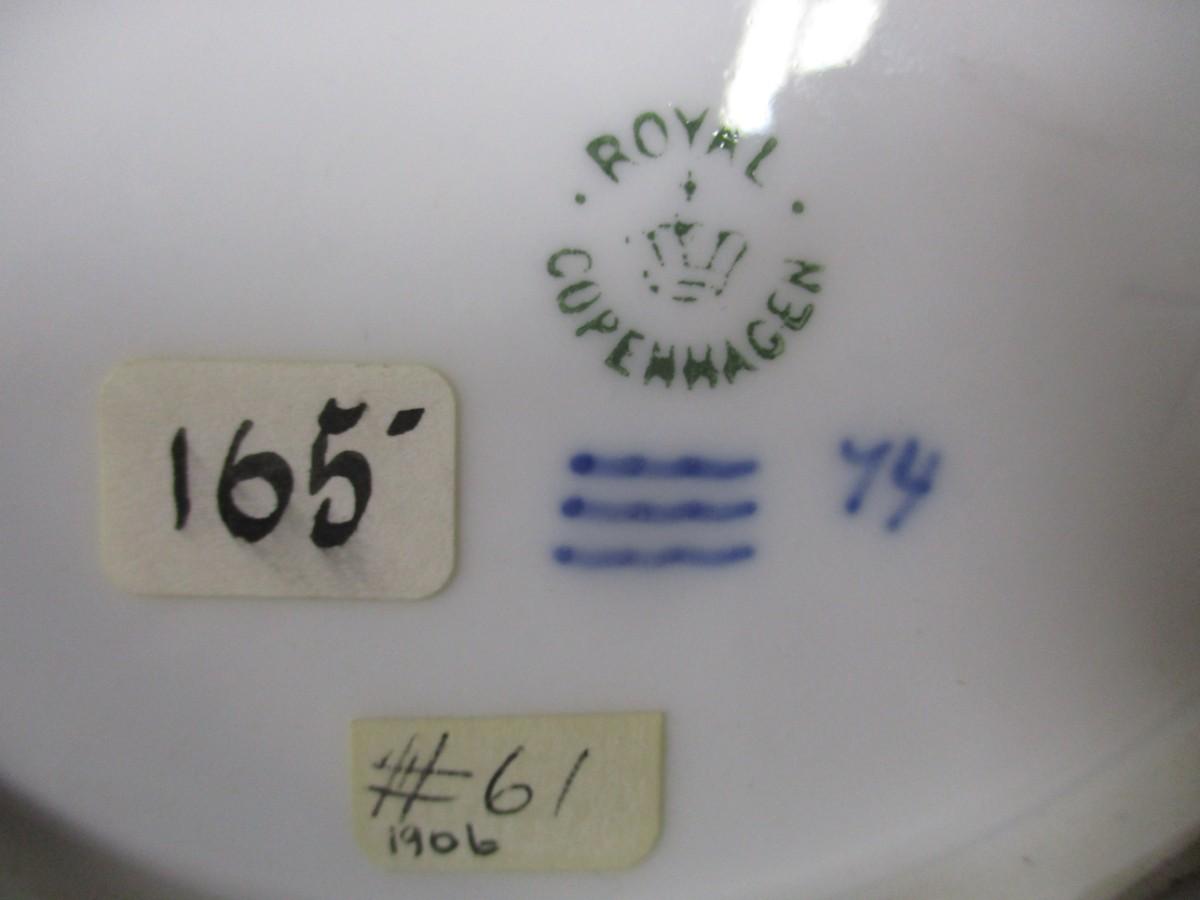 ROYAL
COPENHAGEN
165-
74
#61
1906